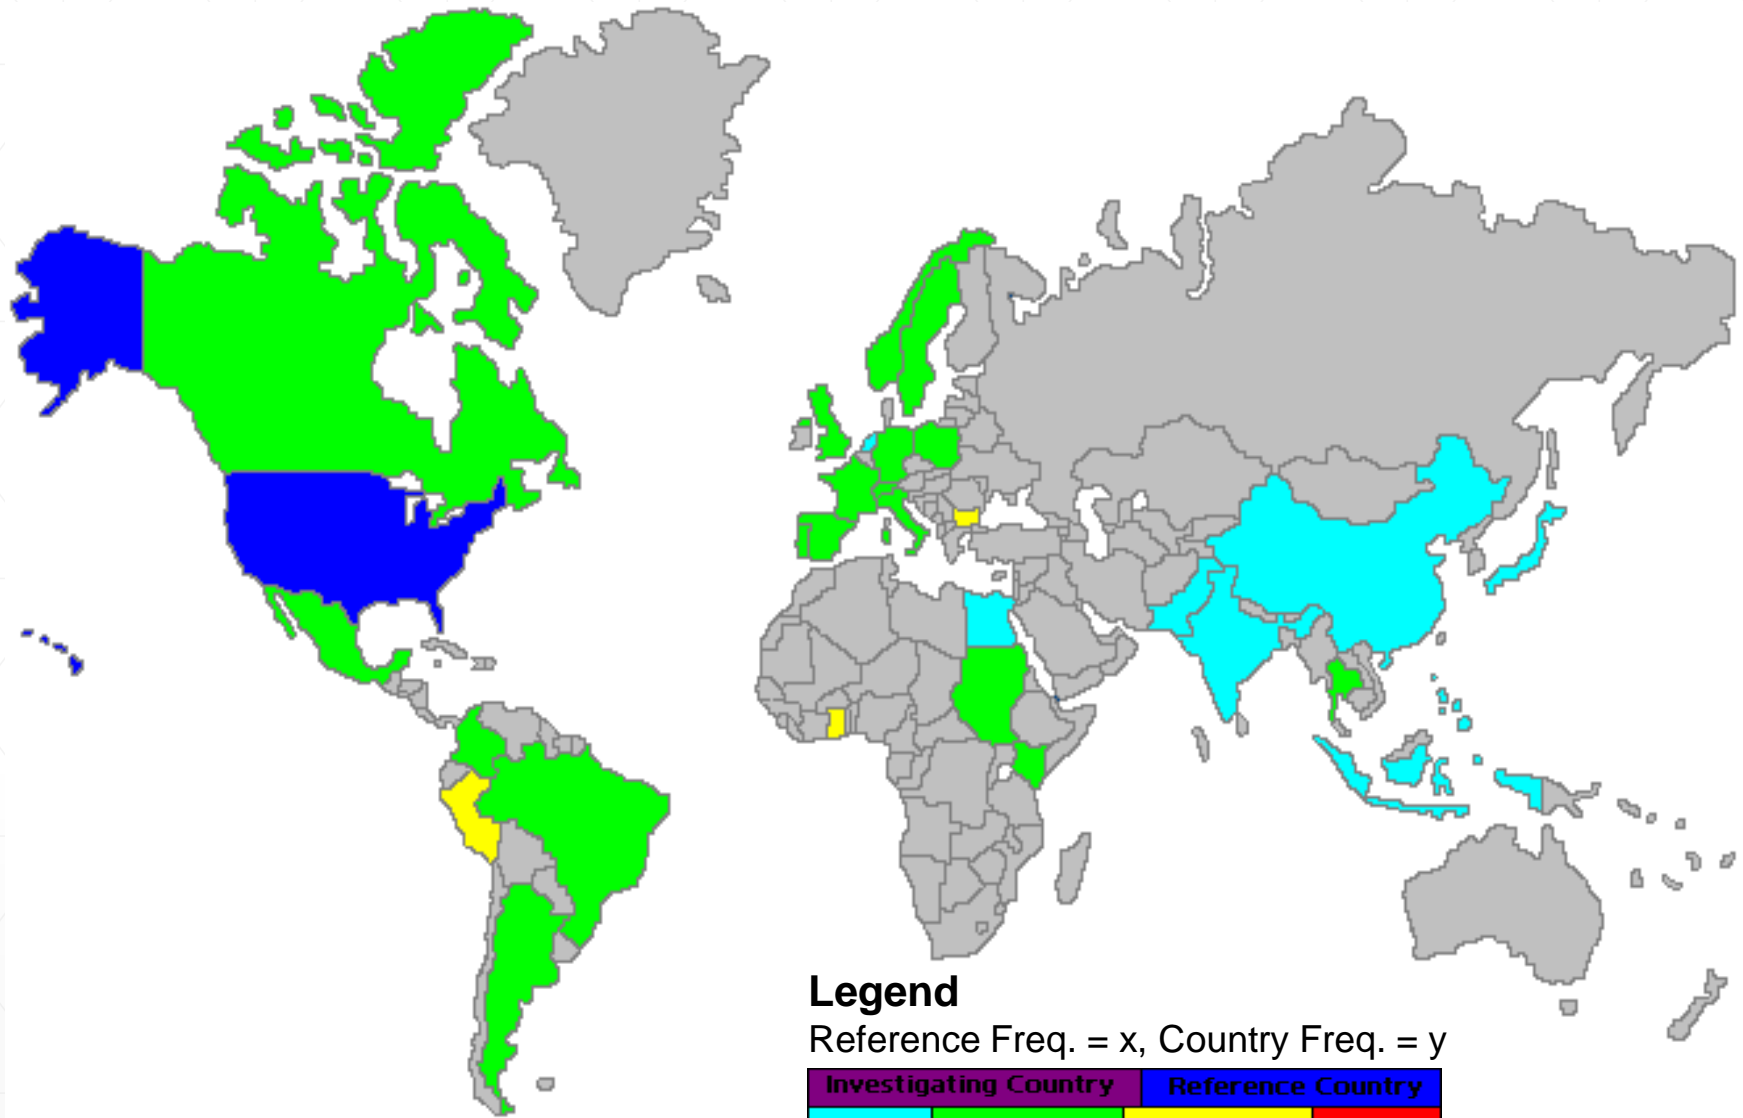 Legend
Reference Freq. = x, Country Freq. = y
Investigating Country Reference Country